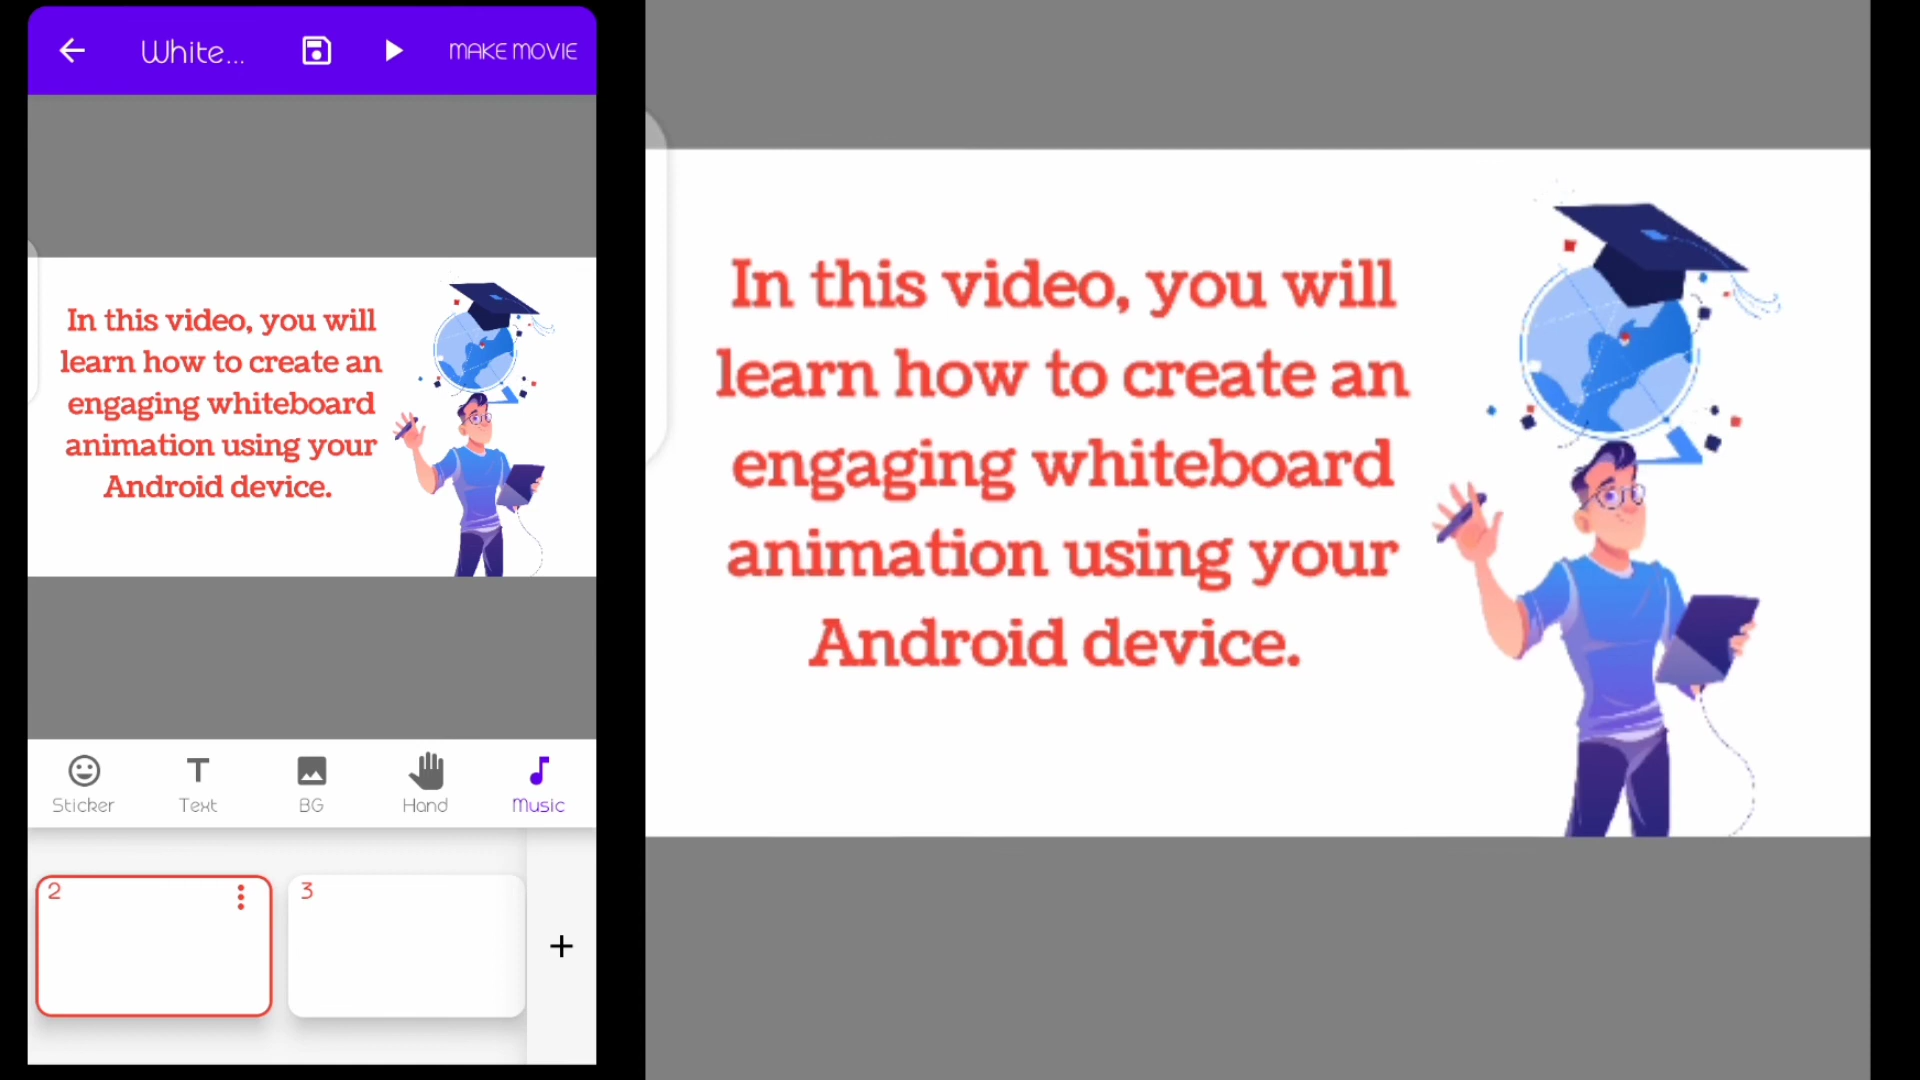 White...
MAKE MOVIE
In this video, you will
learn how to create an
engaging whiteboard
animation using your
Android device.
Sticker
Text
BG
Hand
Music
2
3
In this video, you will
learn how to create an
engaging whiteboard
animation using your
Android device.